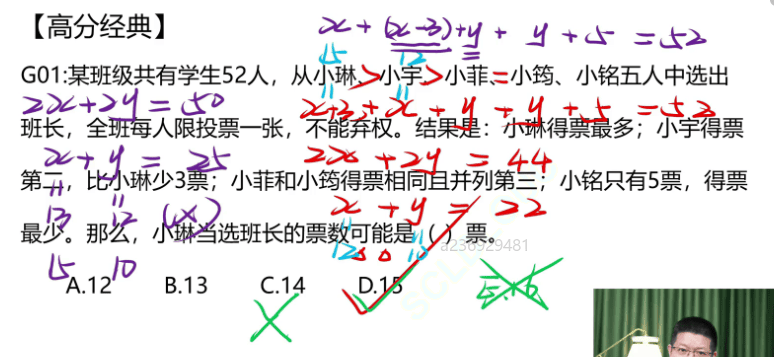 【高分经典】
x+(x-3)+y+y+5=52
15 12
G01:某班级共有学生52人，从小琳、小宇、小菲、小筠、小铭五人中选出
> > =
2x+2y=50
x+3+x+y+y+5=52
班长，全班每人限投票一张，不能弃权。结果是：小琳得票最多；小宇得票
x+y=25
2x+2y=44
第二，比小琳少3票；小菲和小筠得票相同且并列第三；小铭只有5票，得票
13 12 (×)
x+y=22
最少。那么，小琳当选班长的票数可能是（ ）票。
12 10
a236929481
15 10
A.12 B.13 C.14 D.15